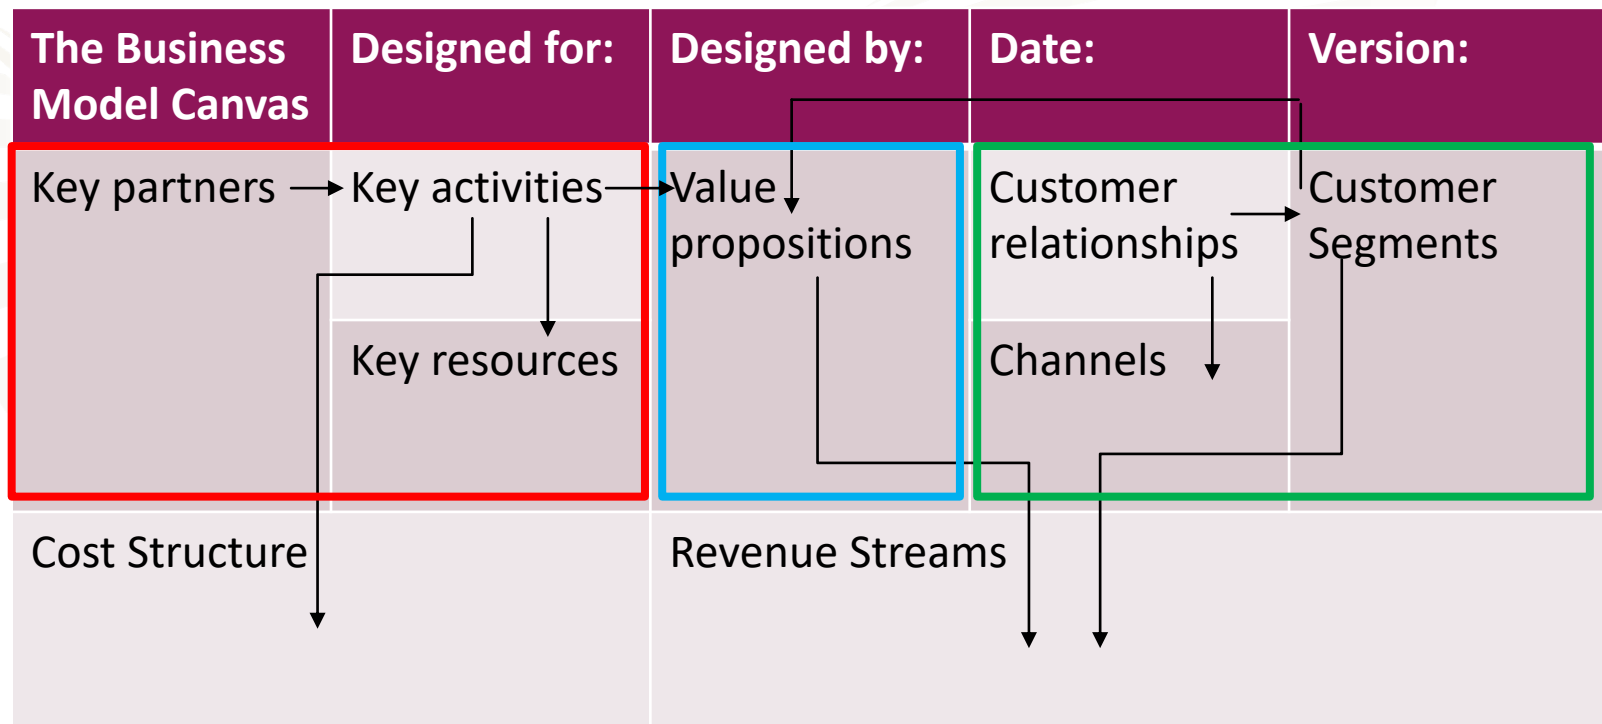 The Business
Model Canvas
Designed for:
Designed by:
Date:
Version:
Key partners
Key activities
Value
propositions
Customer
relationships
Customer
Segments
Key resources
Channels
Cost Structure
Revenue Streams